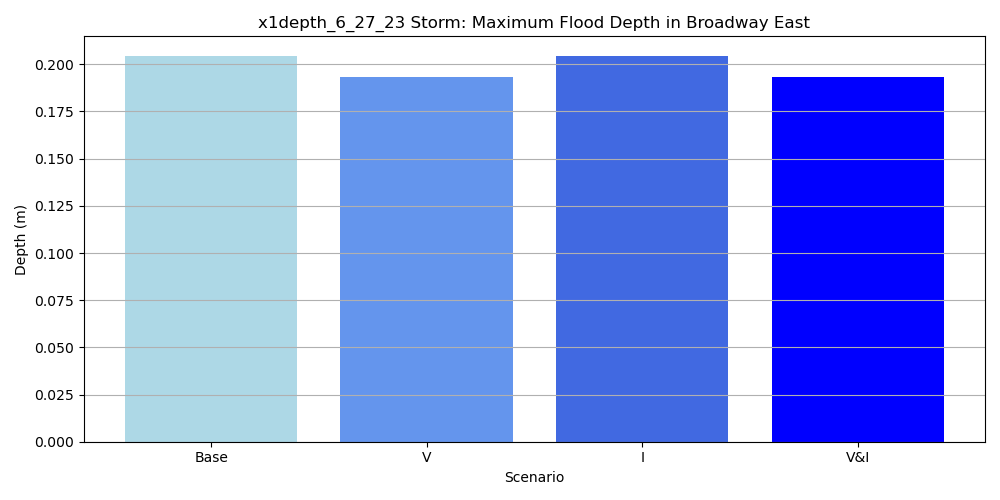 x1depth_6_27_23 Storm: Maximum Flood Depth in Broadway East
0.200
0.175
0.150
0.125
0.100
0.075
0.050
0.025
0.000
Depth (m)
Base V I V&I
Scenario